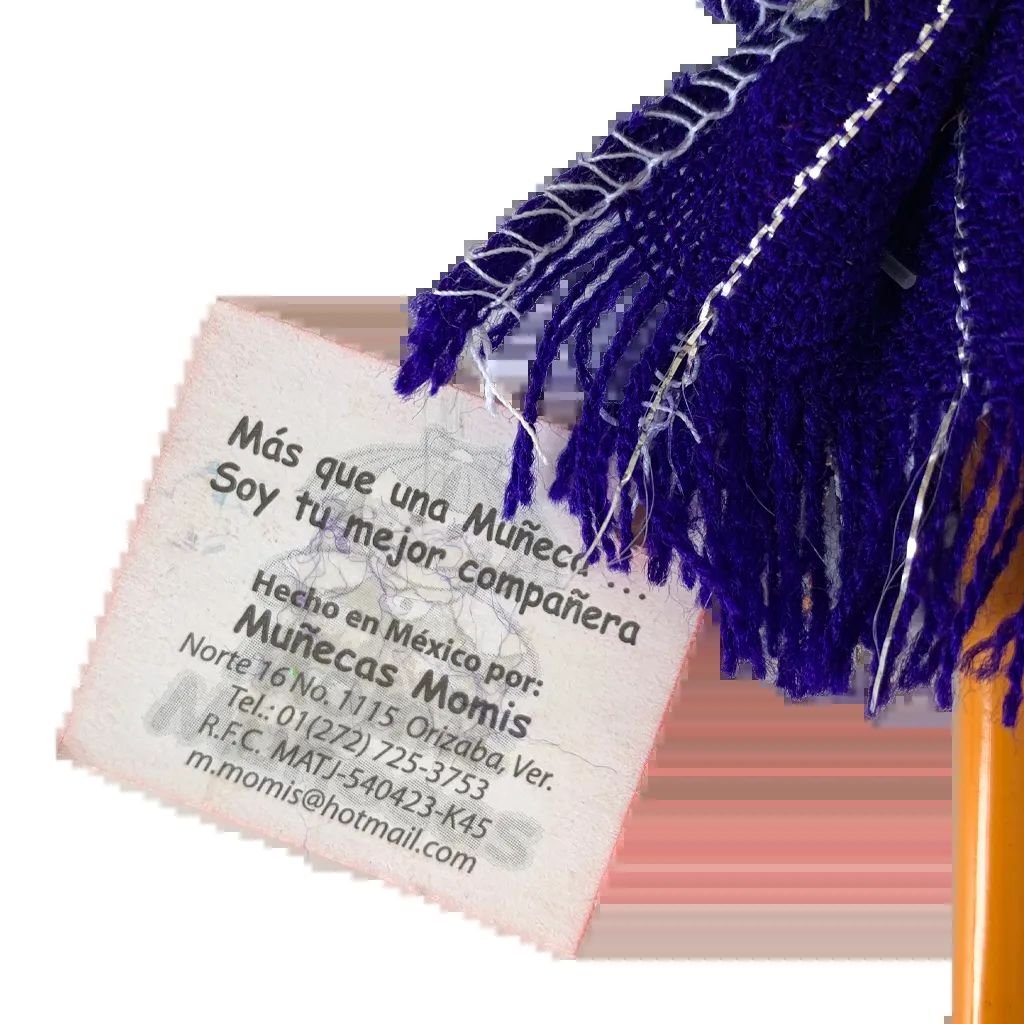 Más que una Muñeca...
Soy tu mejor compañera
Hecho en México por:
Muñecas Momis
Norte 16 No. 1115 Orizaba, Ver.
Tel.: 01(272) 725-3753
R.F.C. MATJ-540423-K45
m.momis@hotmail.com